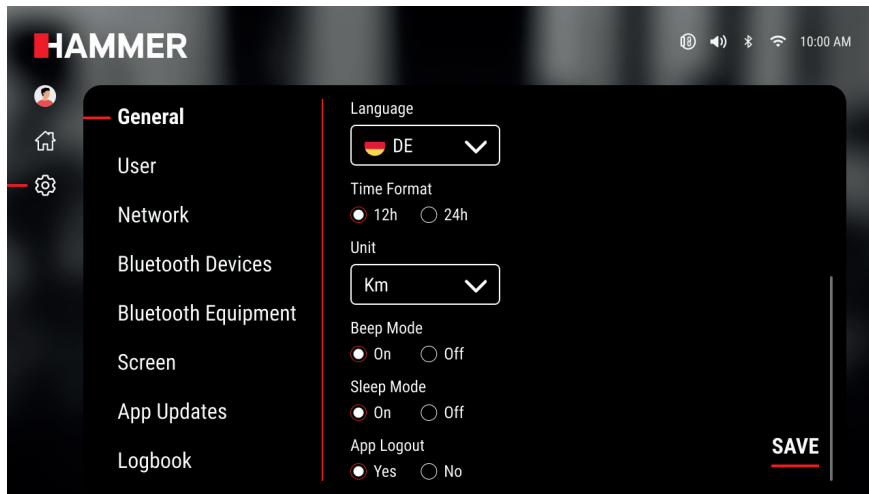 HAMMER
10:00 AM
General
User
Network
Bluetooth Devices
Bluetooth Equipment
Screen
App Updates
Logbook
Language
DE
Time Format
12h 24h
Unit
Km
Beep Mode
On Off
Sleep Mode
On Off
App Logout
Yes No
SAVE